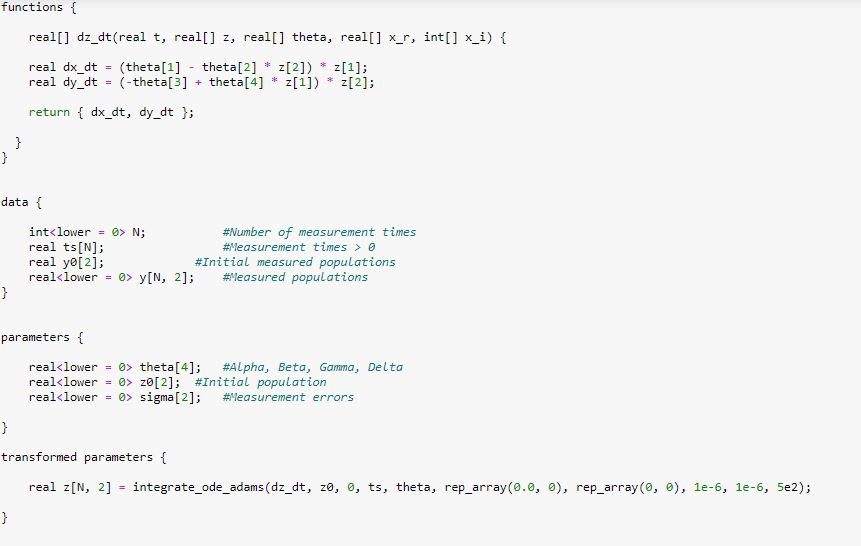 functions {
real[] dz_dt(real t, real[] z, real[] theta, real[] x_r, int[] x_i) {
real dx_dt = (theta[1] - theta[2] * z[2]) * z[1];
real dy_dt = (-theta[3] + theta[4] * z[1]) * z[2];
return { dx_dt, dy_dt };
}
}
data {
int<lower = 0> N; #Number of measurement times
real ts[N]; #Measurement times > 0
real y0[2]; #Initial measured populations
real<lower = 0> y[N, 2]; #Measured populations
}
parameters {
real<lower = 0> theta[4]; #Alpha, Beta, Gamma, Delta
real<lower = 0> z0[2]; #Initial population
real<lower = 0> sigma[2]; #Measurement errors
}
transformed parameters {
real z[N, 2] = integrate_ode_adams(dz_dt, z0, 0, ts, theta, rep_array(0.0, 0), rep_array(0, 0), 1e-6, 1e-6, 5e2);
}